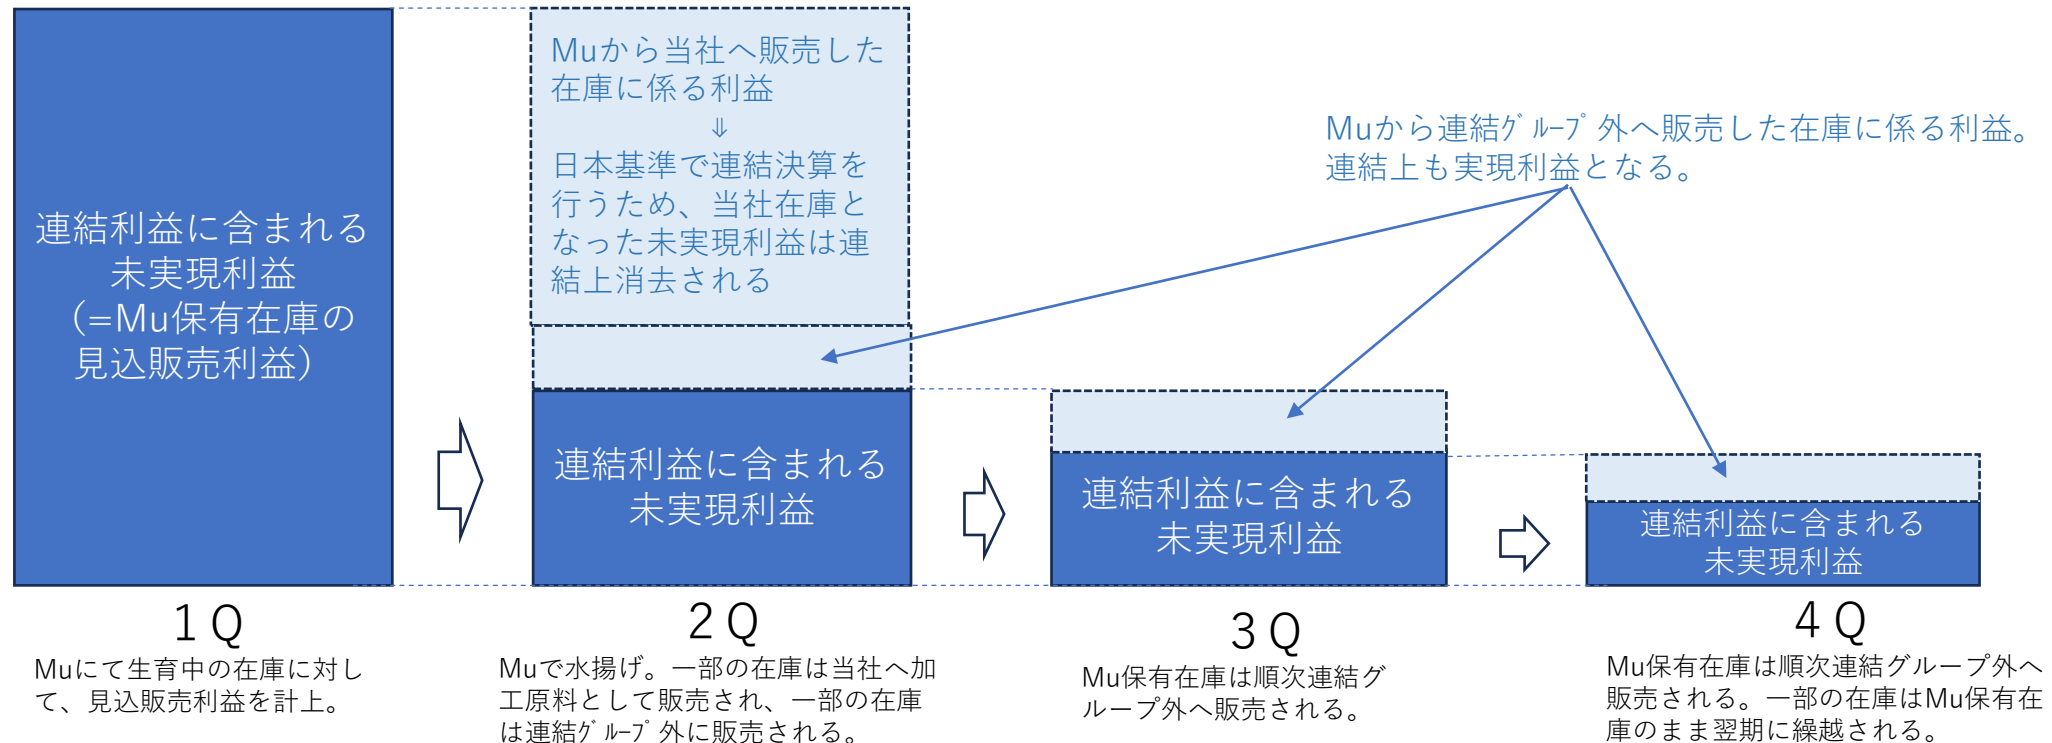 連結利益に含まれる
未実現利益
（=Mu保有在庫の
見込販売利益）
1Q
Muにて生育中の在庫に対し
て、見込販売利益を計上。
Muから当社へ販売した
在庫に係る利益
⇓
日本基準で連結決算を
行うため、当社在庫と
なった未実現利益は連
結上消去される
連結利益に含まれる
未実現利益
2Q
Muで水揚げ。一部の在庫は当社へ加
工原料として販売され、一部の在庫
は連結ｸﾞﾙｰﾌﾟ外に販売される。
Muから連結ｸﾞﾙｰﾌﾟ外へ販売した在庫に係る利益。
連結上も実現利益となる。
連結利益に含まれる
未実現利益
3Q
Mu保有在庫は順次連結グ
ループ外へ販売される。
連結利益に含まれる
未実現利益
4Q
Mu保有在庫は順次連結グループ外へ
販売される。一部の在庫はMu保有在
庫のまま翌期に繰越される。